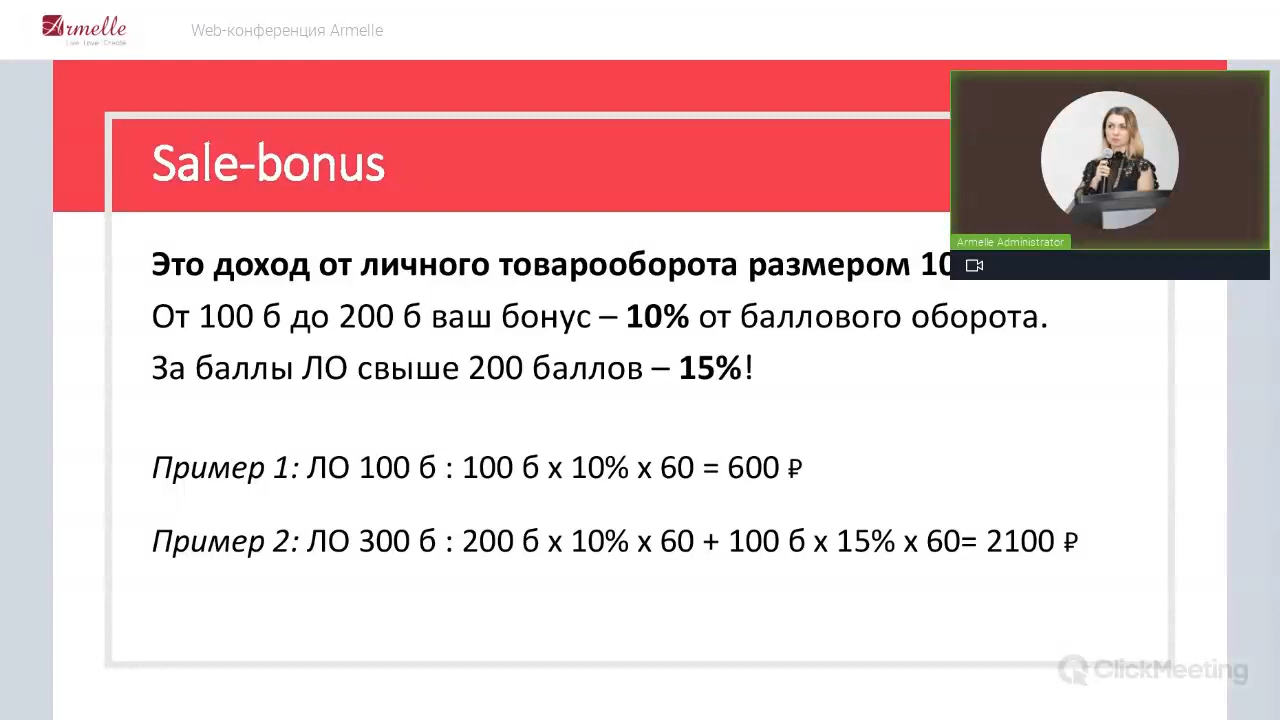 Armelle
Live Love Create
Web-конференция Armelle
Sale-bonus
Armelle Administrator
Это доход от личного товарооборота размером 10
От 100 б до 200 б ваш бонус – 10% от баллового оборота.
За баллы ЛО свыше 200 баллов – 15%!
Пример 1: ЛО 100 б : 100 б х 10% х 60 = 600 ₽
Пример 2: ЛО 300 б : 200 б х 10% х 60 + 100 б х 15% х 60= 2100 ₽
ClickMeeting